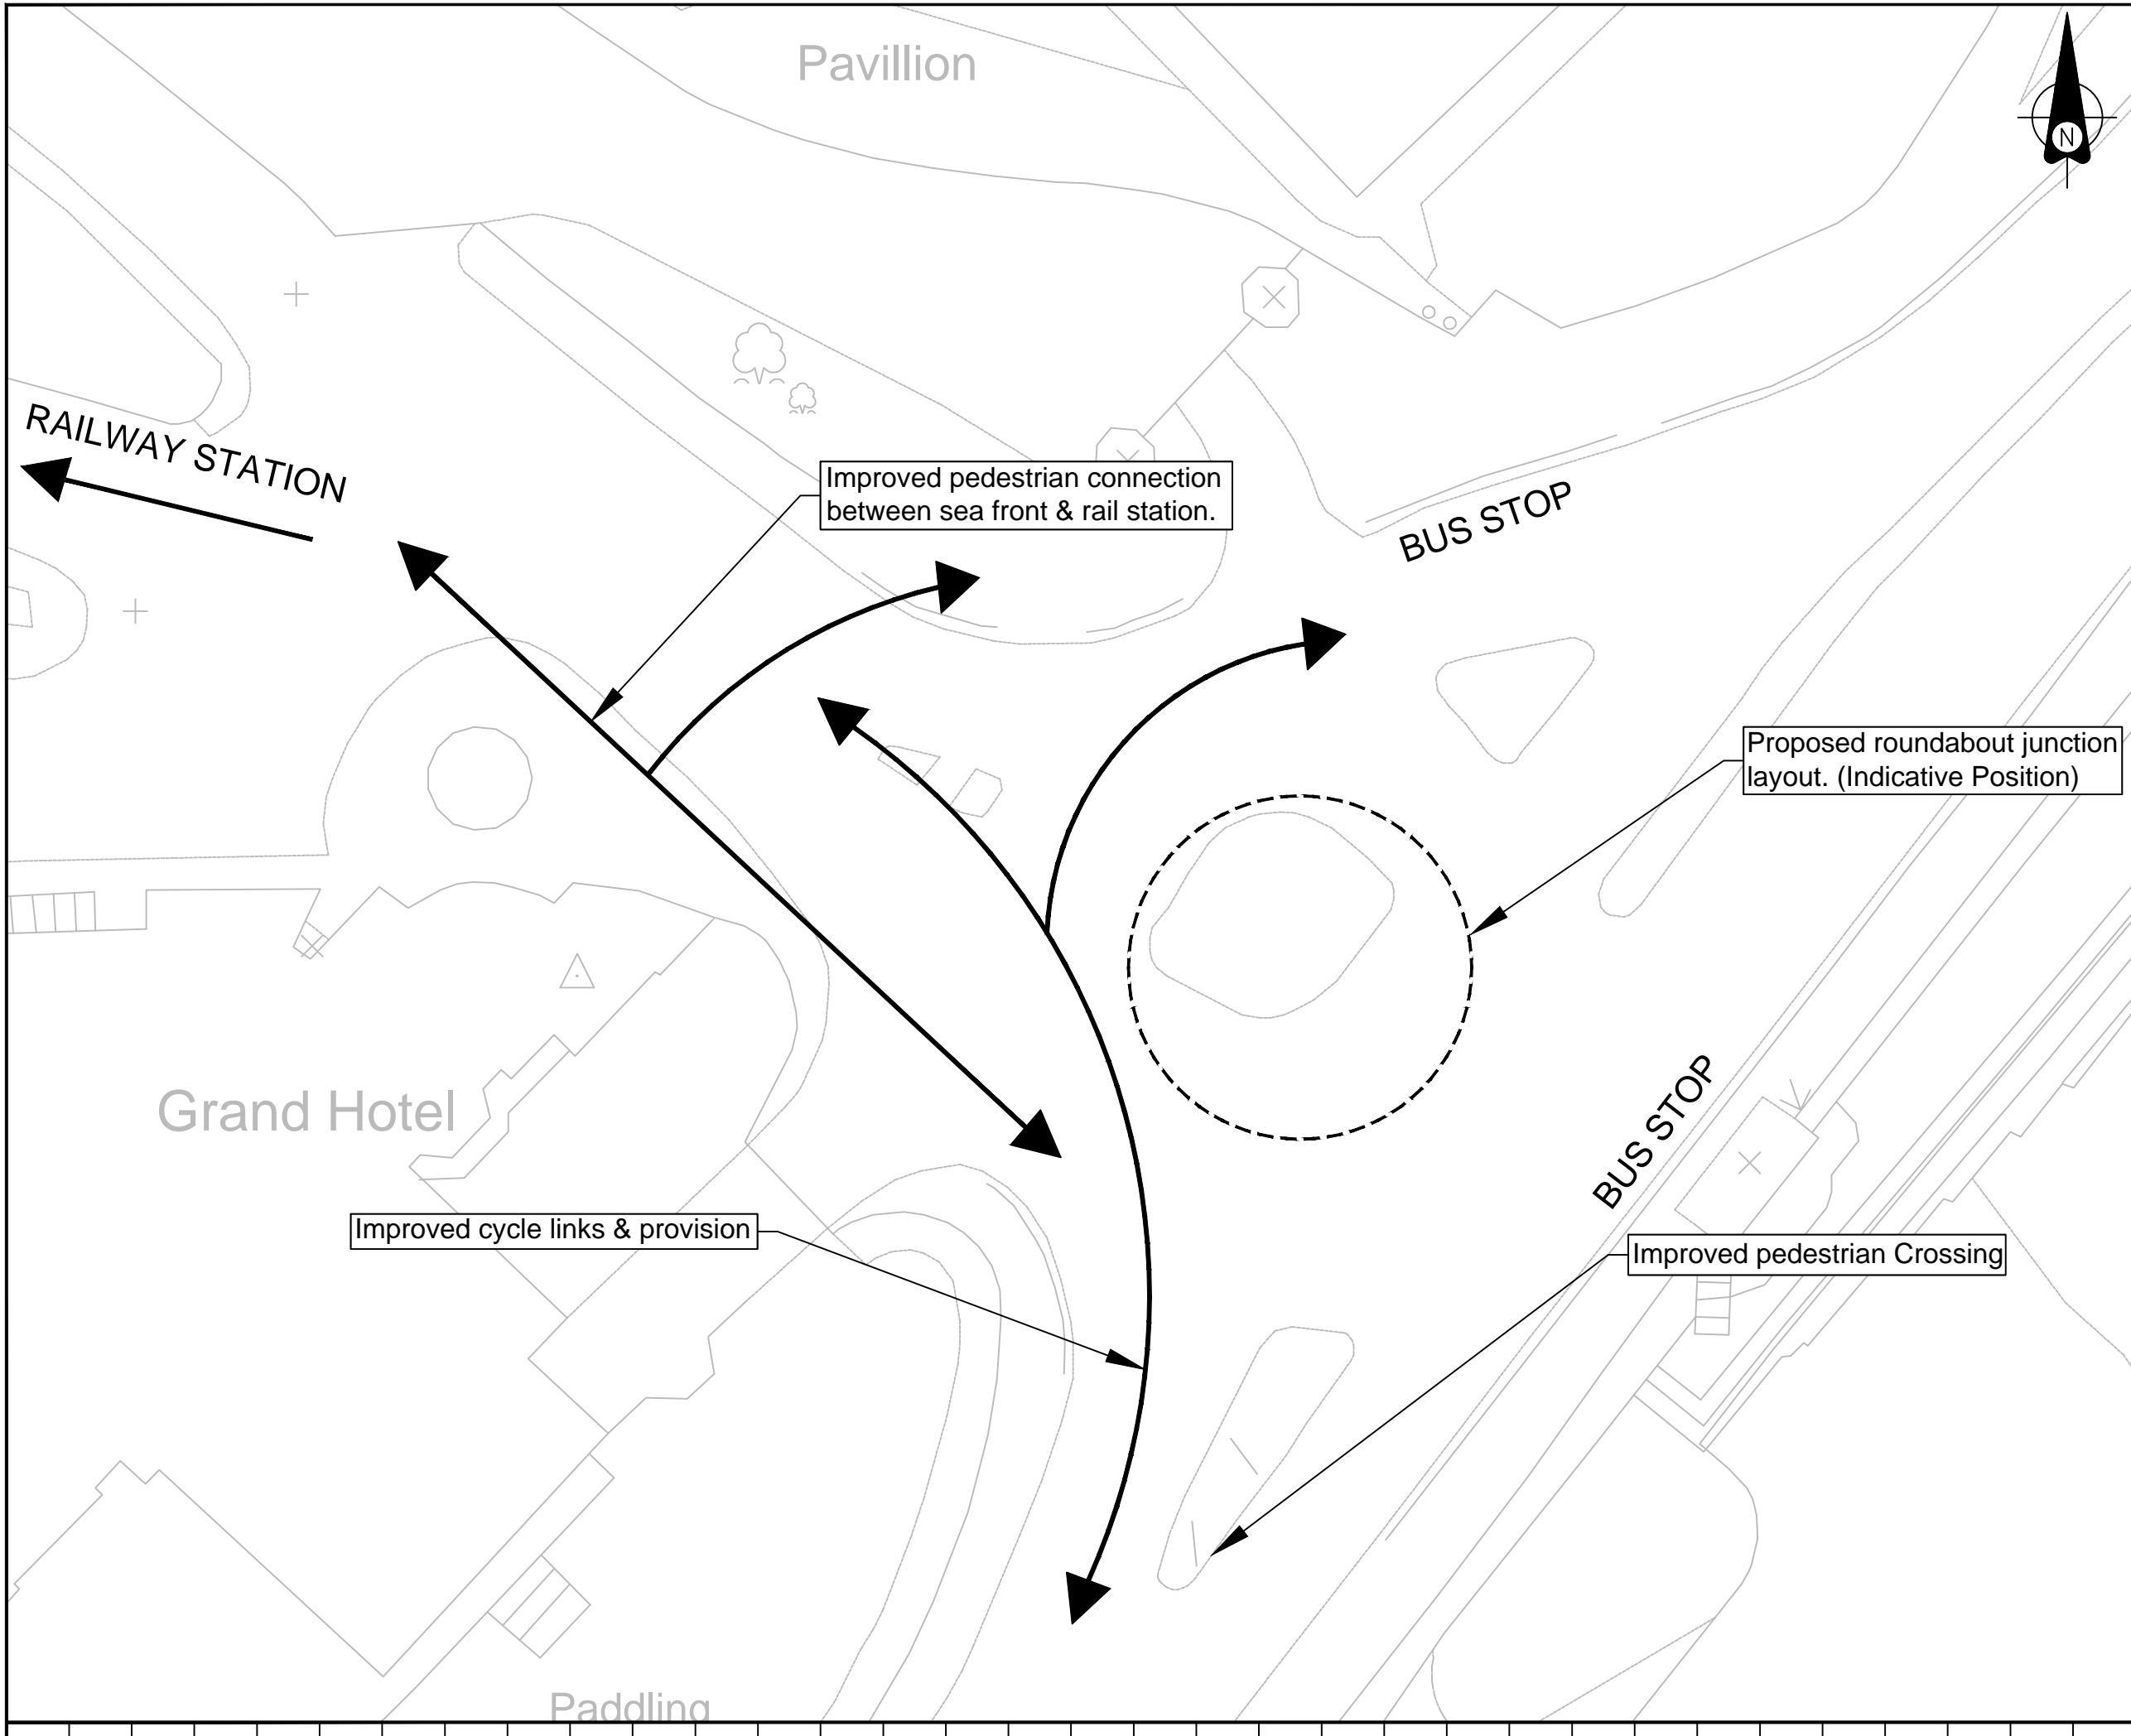 Pavillion
N
RAILWAY STATION
Improved pedestrian connection
between sea front & rail station.
BUS STOP
Proposed roundabout junction
layout. (Indicative Position)
Grand Hotel
BUS STOP
Improved cycle links & provision
Improved pedestrian Crossing
Paddling